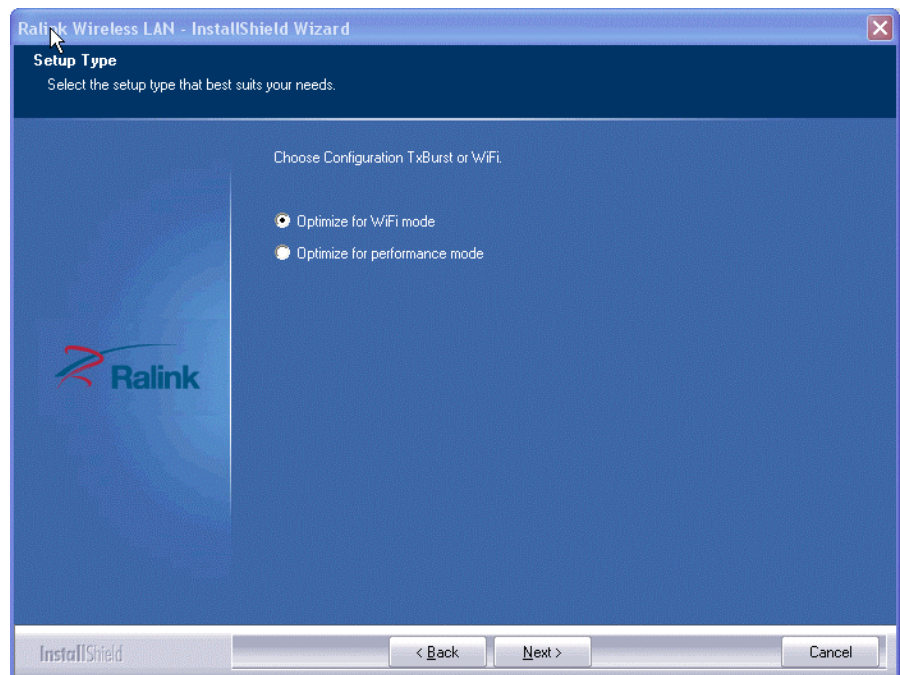 Ralink Wireless LAN - InstallShield Wizard
Setup Type
Select the setup type that best suits your needs.
Choose Configuration TxBurst or WiFi.
Optimize for WiFi mode
Optimize for performance mode
Ralink
InstallShield
< Back
Next >
Cancel